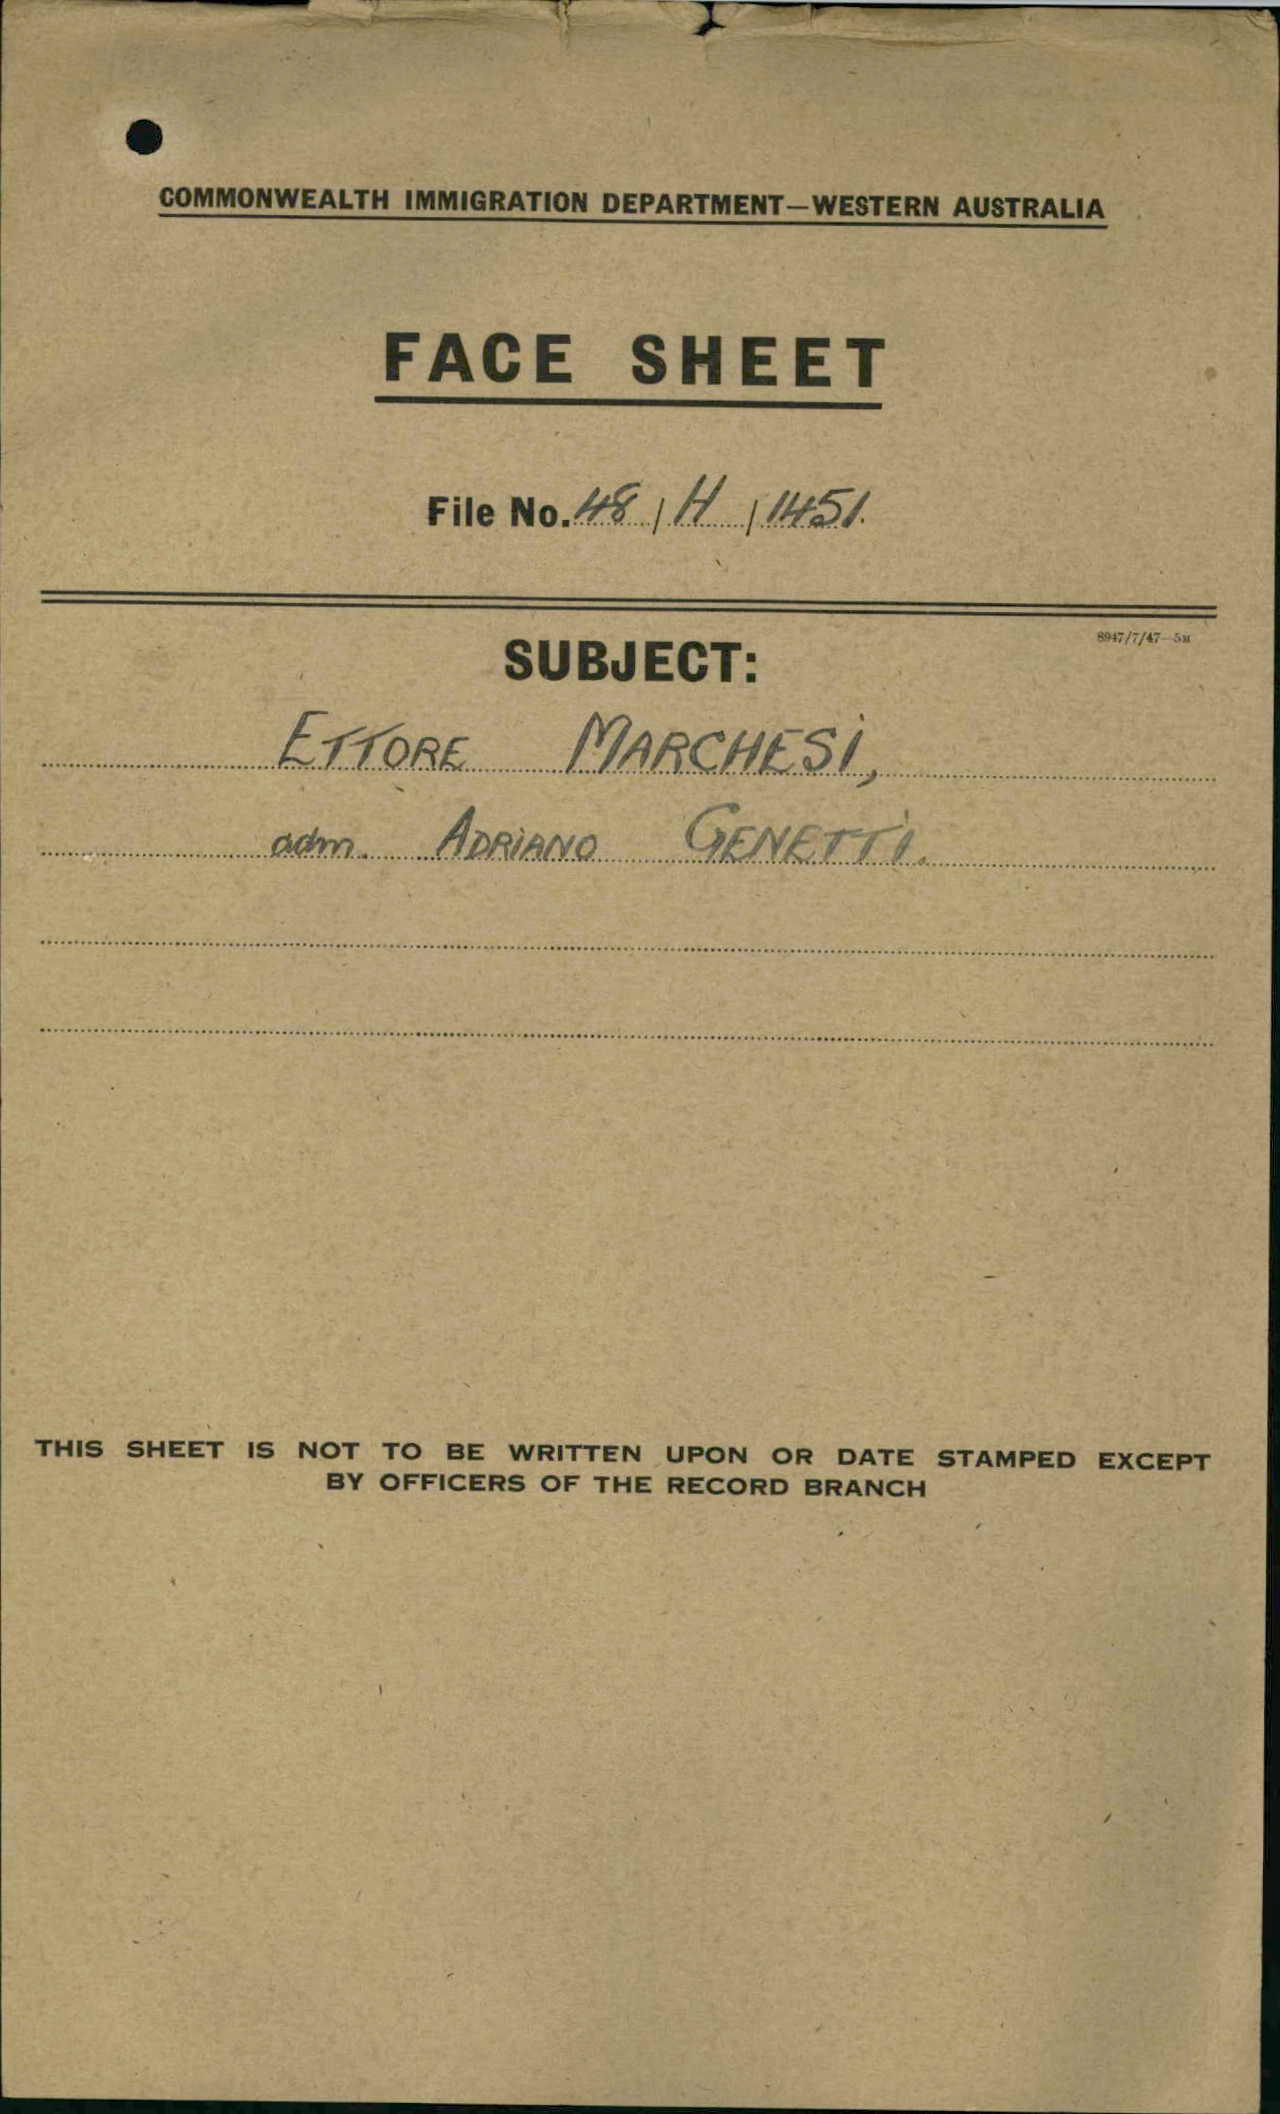 COMMONWEALTH IMMIGRATION DEPARTMENT—WESTERN AUSTRALIA
FACE SHEET
File No. 48 / H / 1451.
8947/7/47—5M
SUBJECT:
ETTORE MARCHESI,
adm. ADRIANO GENETTI.
THIS SHEET IS NOT TO BE WRITTEN UPON OR DATE STAMPED EXCEPT
BY OFFICERS OF THE RECORD BRANCH